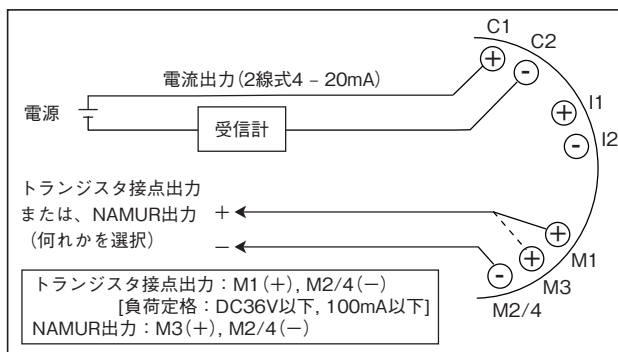 C1
C2
電流出力(2線式4 – 20mA)
+
-
電源
受信計
I1
+
-
I2
トランジスタ接点出力
または、NAMUR出力
(何れかを選択)
+
−
+
M1
+
M3
-
M2/4
トランジスタ接点出力：M1(+), M2/4(−)
[負荷定格：DC36V以下, 100mA以下]
NAMUR出力：M3(+), M2/4(−)